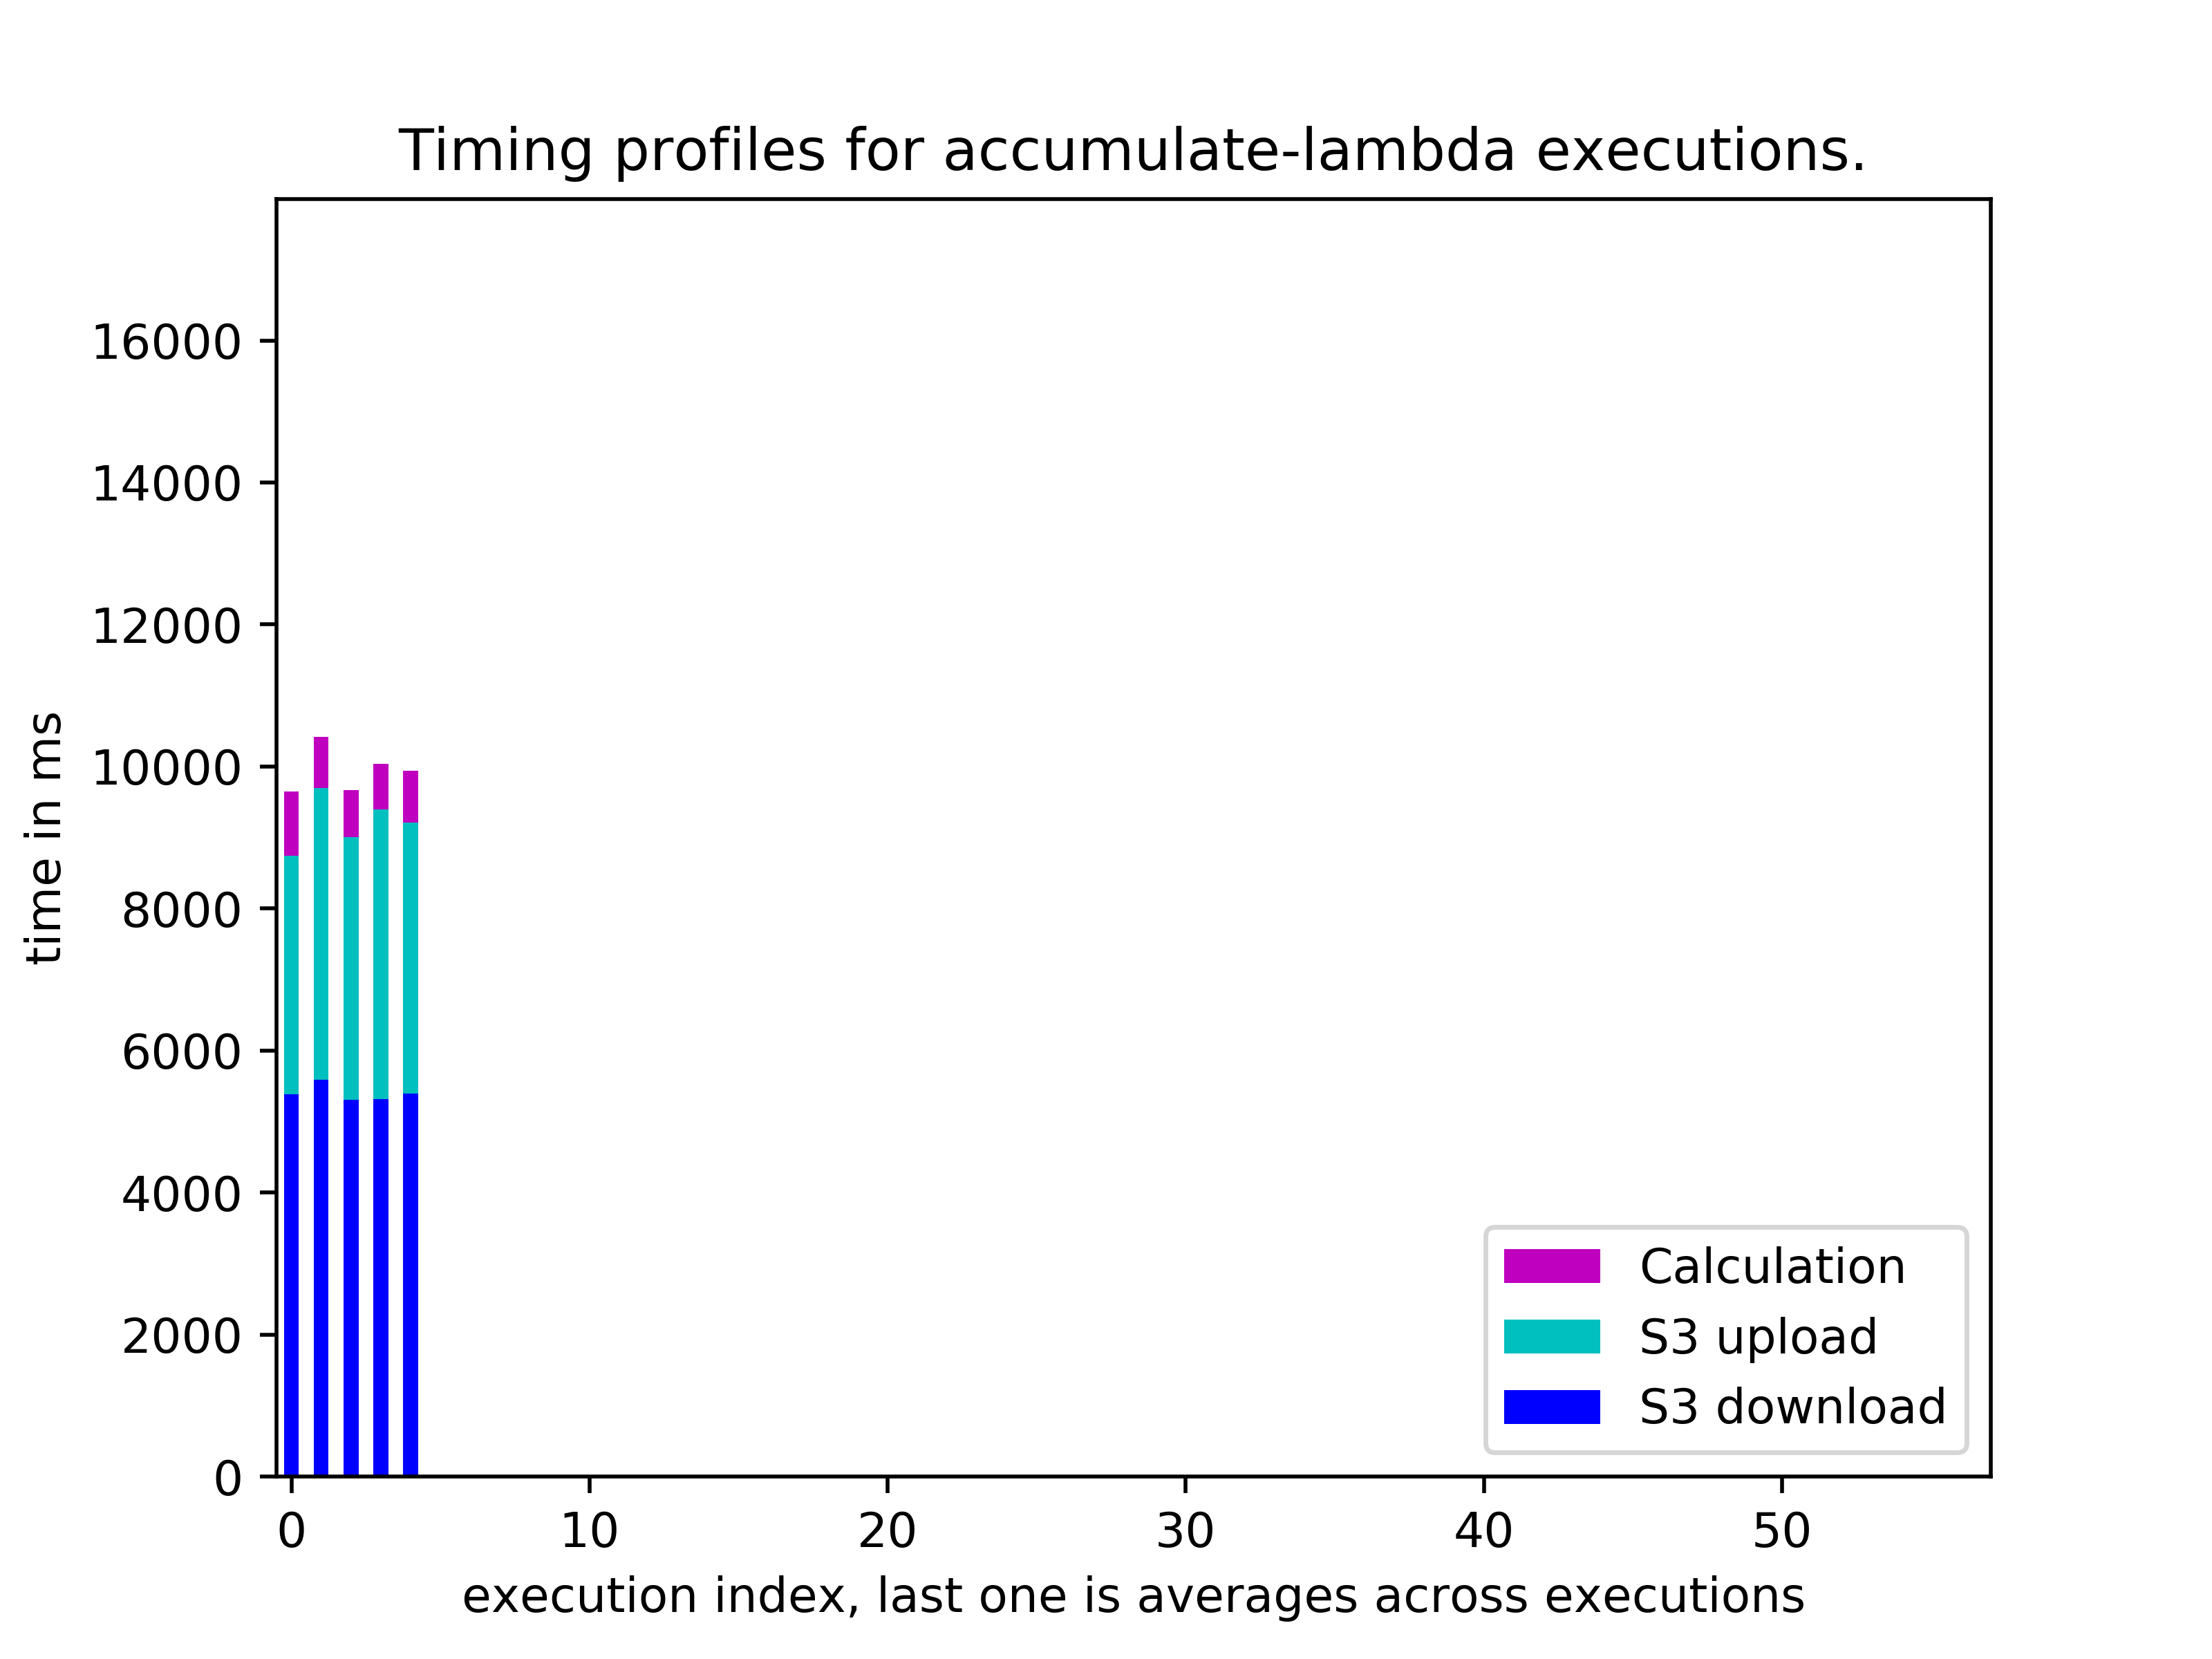 Timing profiles for accumulate-lambda executions.
16000
14000
12000
10000
8000
6000
4000
2000
0
time in ms
Calculation
S3 upload
S3 download
0 10 20 30 40 50
execution index, last one is averages across executions